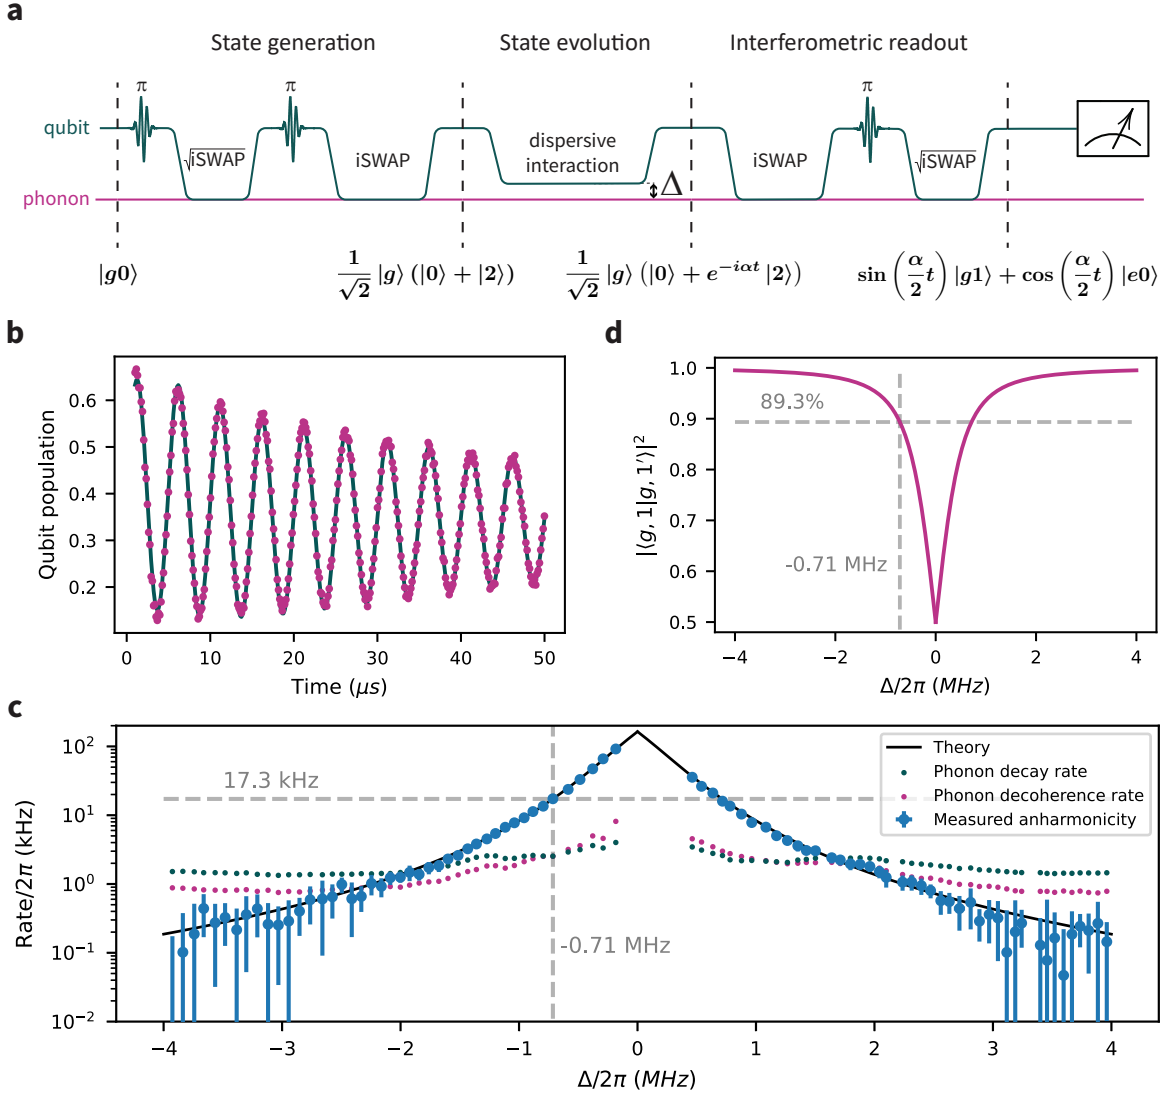 a
State generation
State evolution
Interferometric readout
π
π
π
qubit
√iSWAP
iSWAP
dispersive
interaction
iSWAP
√iSWAP
Δ
phonon
|g0⟩
1/√2 |g⟩ (|0⟩ + |2⟩)
1/√2 |g⟩ (|0⟩ + e^{-iαt} |2⟩)
sin (α/2 t) |g1⟩ + cos (α/2 t) |e0⟩
b
Qubit population
0.6
0.5
0.4
0.3
0.2
0
10
20
30
40
50
Time (μs)
d
|⟨g, 1|g, 1′⟩|²
1.0
0.9
0.8
0.7
0.6
0.5
89.3%
-0.71 MHz
−4
−2
0
2
4
Δ/2π (MHz)
c
Rate/2π (kHz)
10²
10¹
10⁰
10⁻¹
10⁻²
17.3 kHz
-0.71 MHz
Theory
Phonon decay rate
Phonon decoherence rate
Measured anharmonicity
−4
−3
−2
−1
0
1
2
3
4
Δ/2π (MHz)